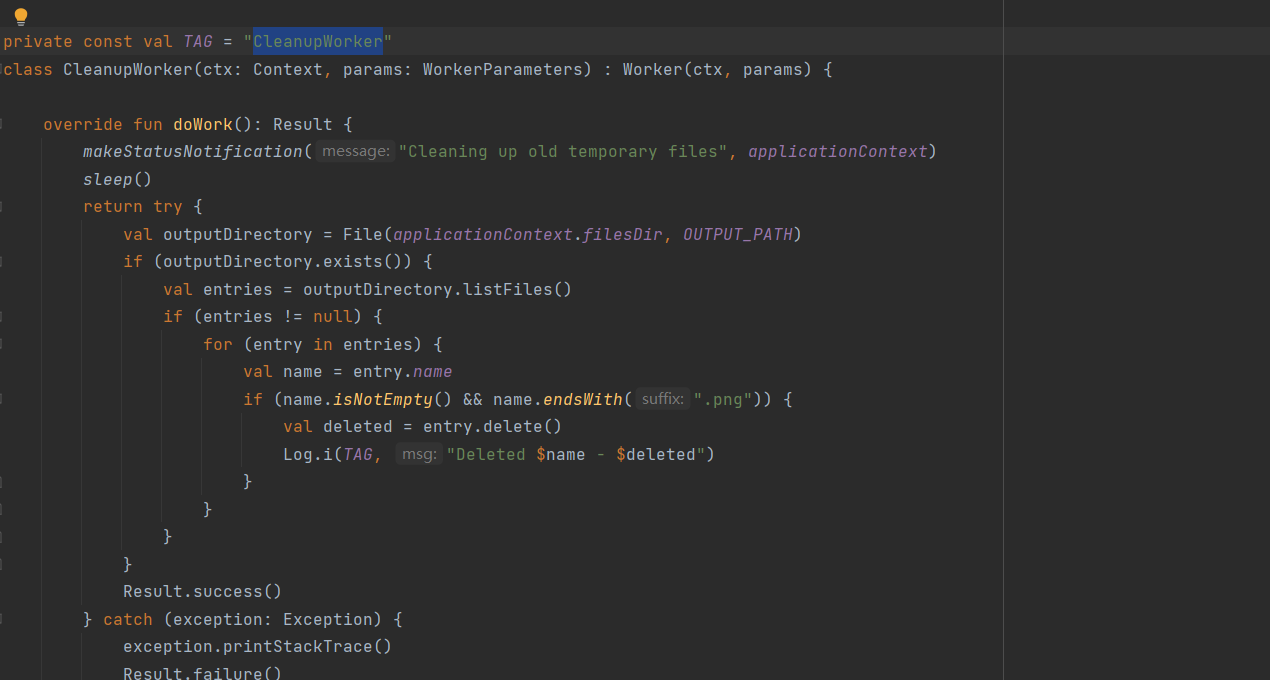 private const val TAG = "CleanupWorker"
class CleanupWorker(ctx: Context, params: WorkerParameters) : Worker(ctx, params) {
override fun doWork(): Result {
makeStatusNotification( message: "Cleaning up old temporary files", applicationContext)
sleep()
return try {
val outputDirectory = File(applicationContext.filesDir, OUTPUT_PATH)
if (outputDirectory.exists()) {
val entries = outputDirectory.listFiles()
if (entries != null) {
for (entry in entries) {
val name = entry.name
if (name.isNotEmpty() && name.endsWith( suffix: ".png")) {
val deleted = entry.delete()
Log.i(TAG, msg: "Deleted $name - $deleted")
}
}
}
}
Result.success()
} catch (exception: Exception) {
exception.printStackTrace()
Result.failure()